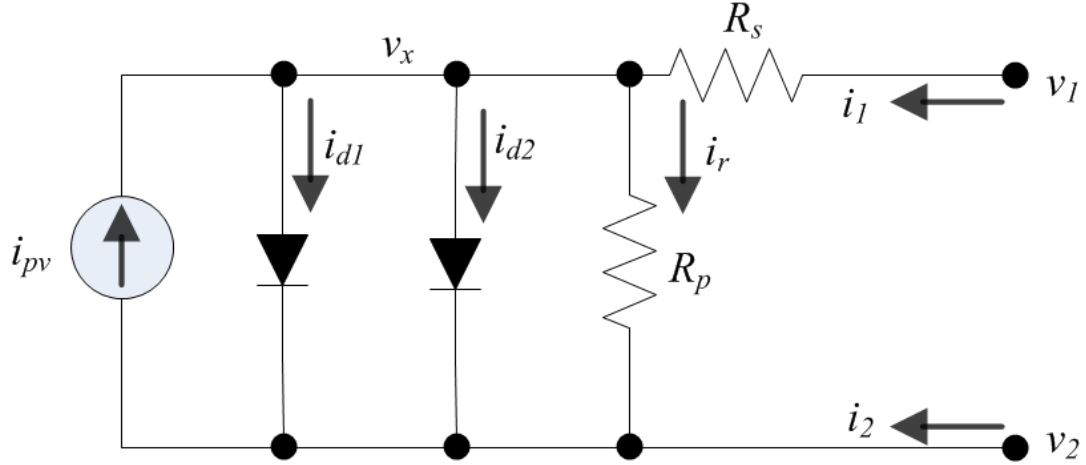 R_s
v_x
v_1
i_1
i_d1
i_d2
i_r
i_pv
R_p
i_2
v_2